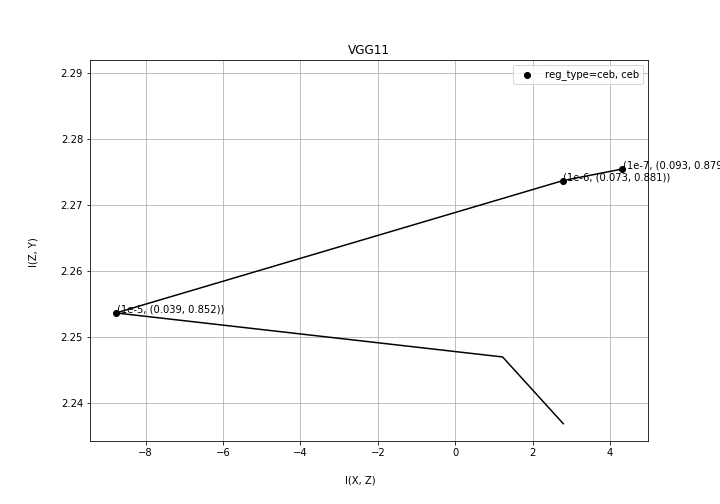 VGG11
reg_type=ceb, ceb
2.29
2.28
2.27
2.26
2.25
2.24
I(Z, Y)
(1e-7, (0.093, 0.879
(1e-6, (0.073, 0.881))
(1e-5, (0.039, 0.852))
−8 −6 −4 −2 0 2 4
I(X, Z)